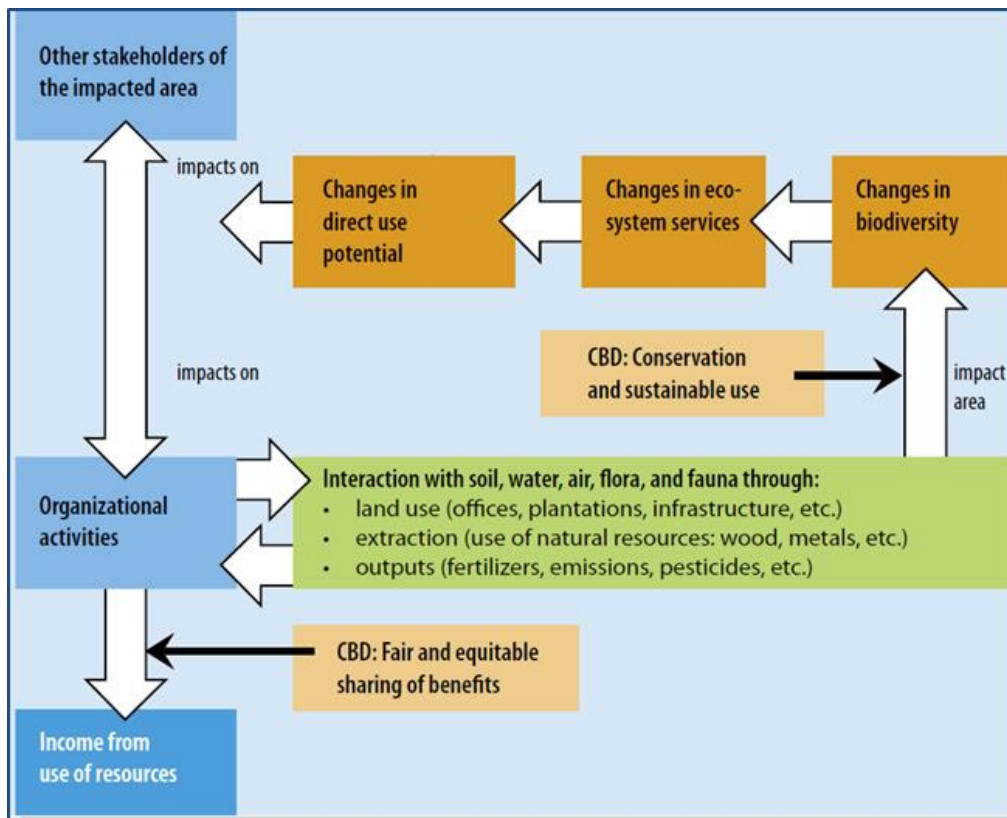 Other stakeholders of
the impacted area
impacts on
Changes in
direct use
potential
Changes in eco-
system services
Changes in
biodiversity
CBD: Conservation
and sustainable use
impact
area
impacts on
Organizational
activities
Interaction with soil, water, air, flora, and fauna through:
• land use (offices, plantations, infrastructure, etc.)
• extraction (use of natural resources: wood, metals, etc.)
• outputs (fertilizers, emissions, pesticides, etc.)
CBD: Fair and equitable
sharing of benefits
Income from
use of resources